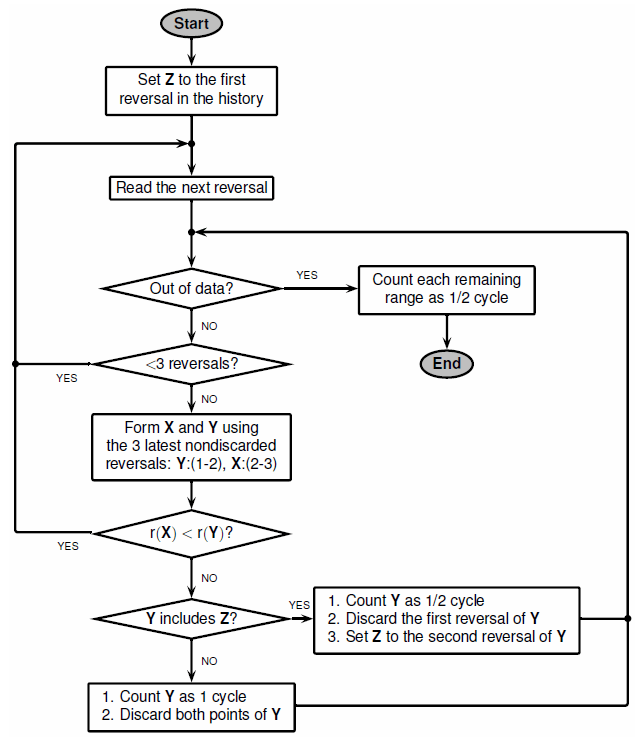 Start
Set Z to the first
reversal in the history
Read the next reversal
Out of data?
YES
Count each remaining
range as 1/2 cycle
NO
End
<3 reversals?
YES
NO
Form X and Y using
the 3 latest nondiscarded
reversals: Y:(1-2), X:(2-3)
r(X) < r(Y)?
YES
NO
Y includes Z?
YES
1. Count Y as 1/2 cycle
2. Discard the first reversal of Y
3. Set Z to the second reversal of Y
NO
1. Count Y as 1 cycle
2. Discard both points of Y